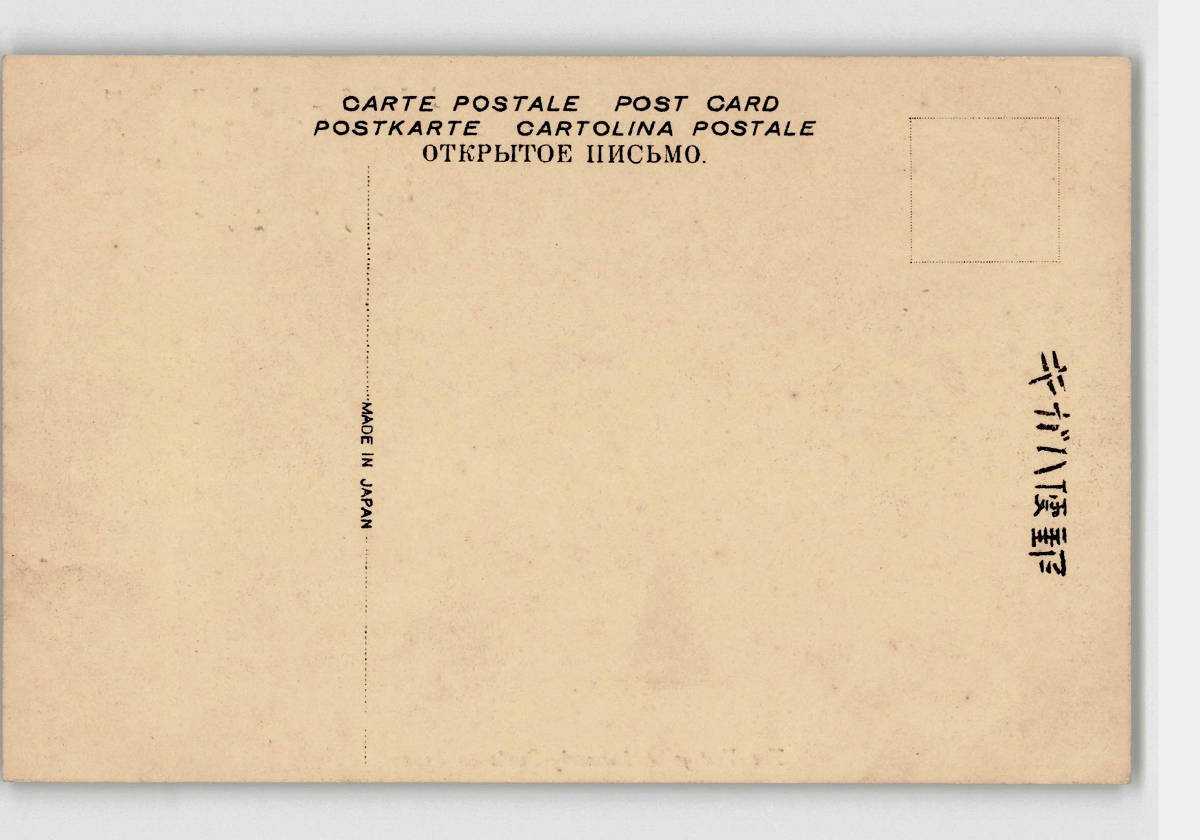 CARTE POSTALE POST CARD
POSTKARTE CARTOLINA POSTALE
ОТКРЫТОЕ ПИСЬМО.
MADE IN JAPAN
郵便ハガキ